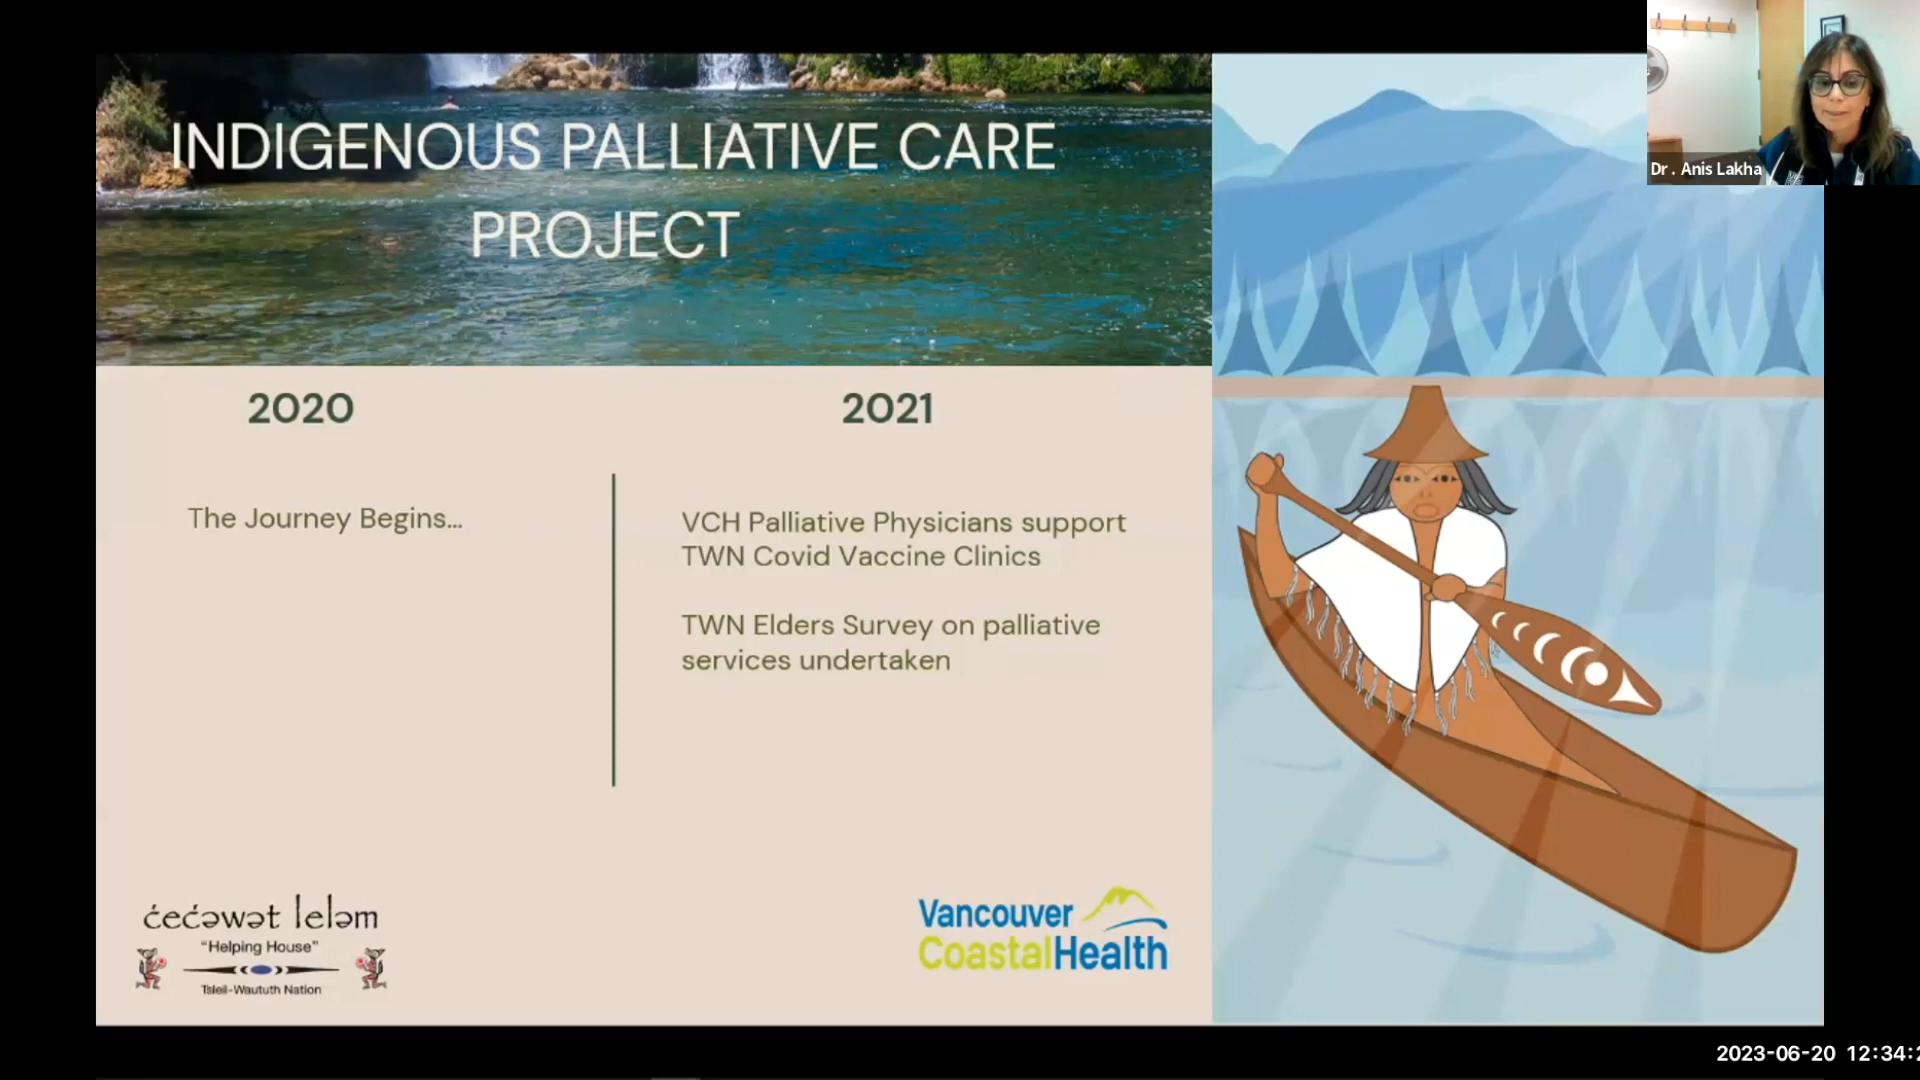 INDIGENOUS PALLIATIVE CARE
PROJECT
Dr. Anis Lakha
2020
The Journey Begins...
2021
VCH Palliative Physicians support
TWN Covid Vaccine Clinics
TWN Elders Survey on palliative
services undertaken
ćećəwət leləm
"Helping House"
Tsleil-Waututh Nation
Vancouver
CoastalHealth
2023-06-20 12:34:2